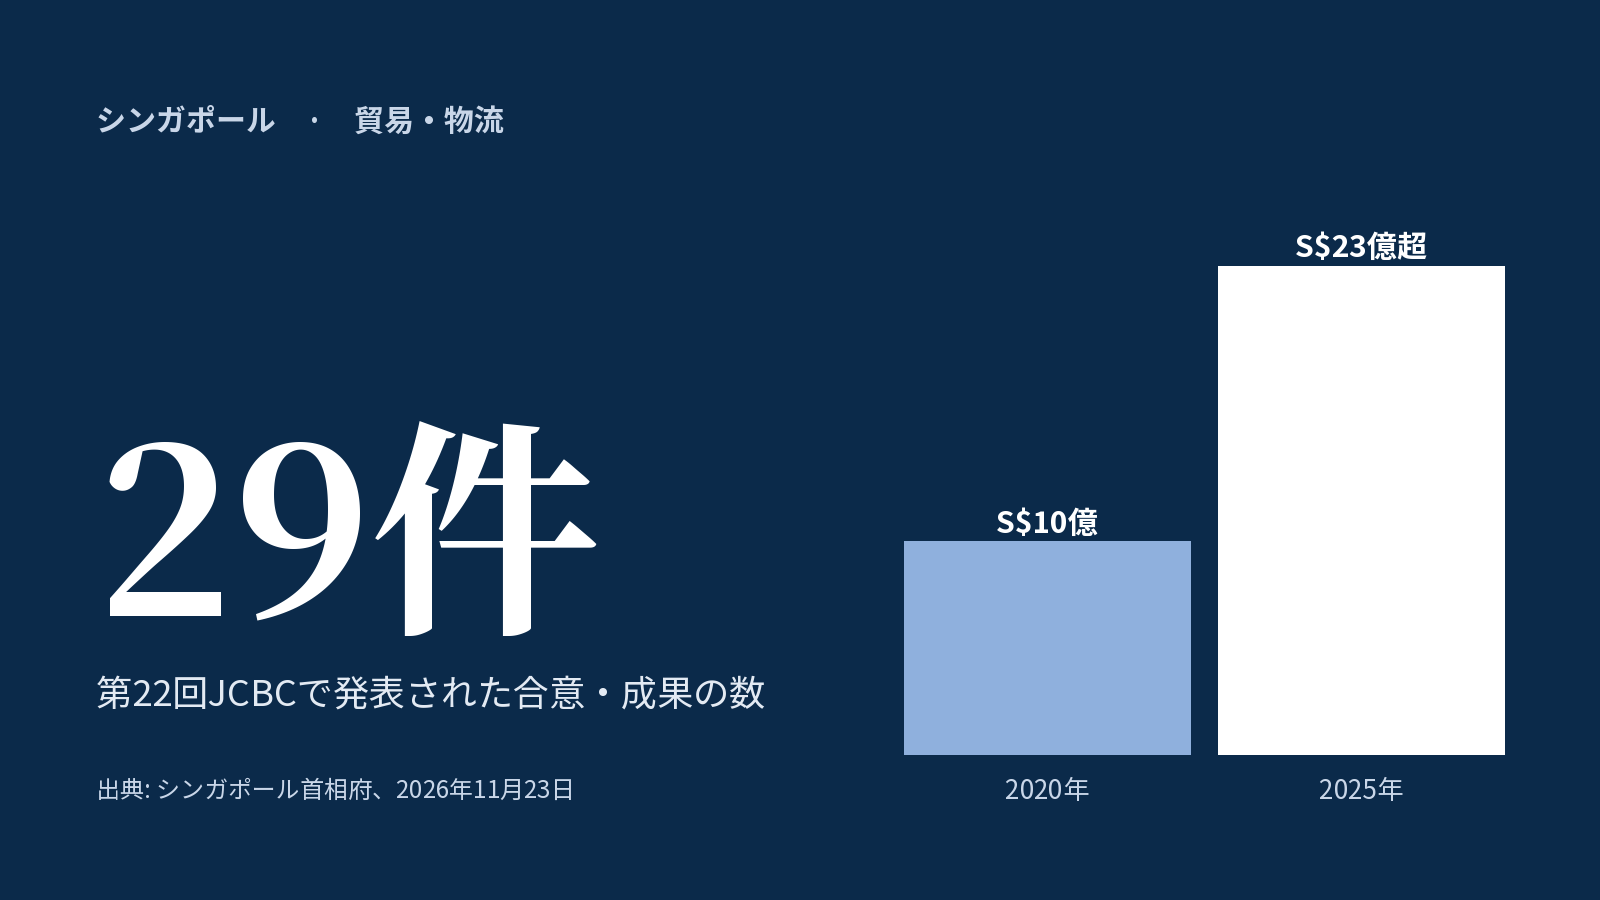 シンガポール · 貿易・物流
29件
第22回JCBCで発表された合意・成果の数
出典: シンガポール首相府、2026年11月23日
S$10億
2020年
S$23億超
2025年